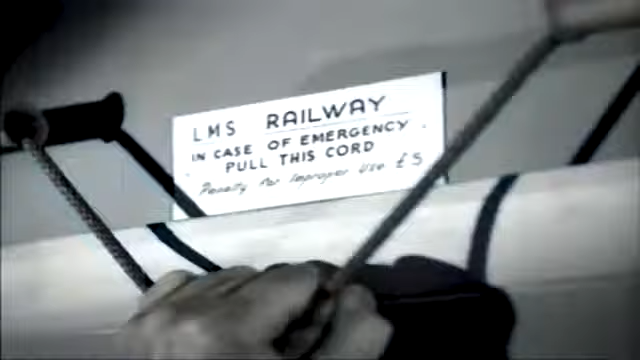 LMS RAILWAY
IN CASE OF EMERGENCY
PULL THIS CORD
Penalty for improper Use £5